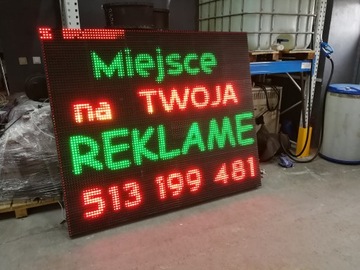 Miejsce
na TWOJA
REKLAME
513 199 481